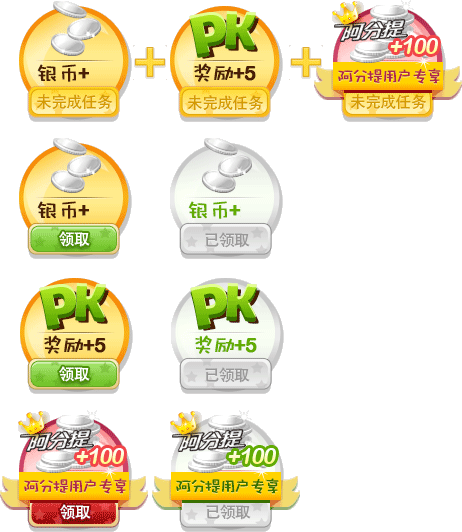 银币+
未完成任务
+
PK
奖励+5
未完成任务
+
阿分提
+100
阿分提用户专享
未完成任务
银币+
领取
银币+
已领取
PK
奖励+5
领取
PK
奖励+5
已领取
阿分提
+100
阿分提用户专享
领取
阿分提
+100
阿分提用户专享
已领取